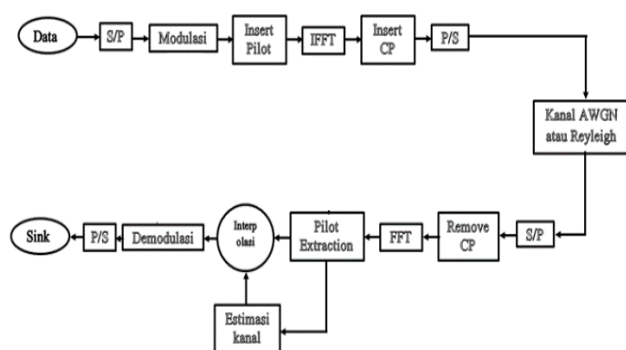 Data
S/P
Modulasi
Insert
Pilot
IFFT
Insert
CP
P/S
Kanal AWGN
atau Reyleigh
Sink
P/S
Demodulasi
Interp
olasi
Pilot
Extraction
FFT
Remove
CP
S/P
Estimasi
kanal